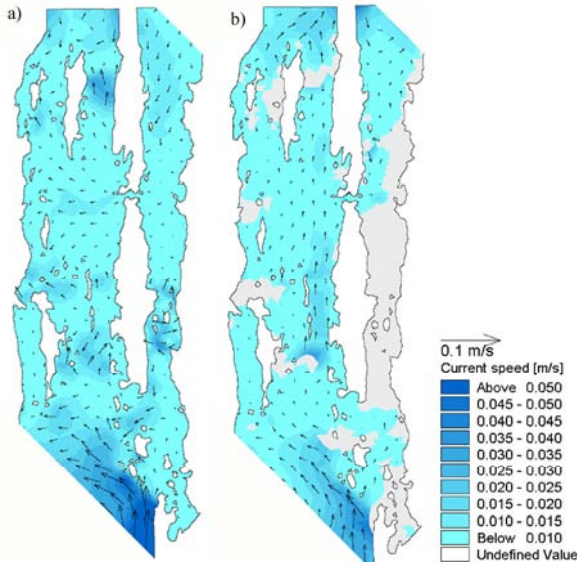 a)
b)
0.1 m/s
Current speed [m/s]
Above 0.050
0.045 - 0.050
0.040 - 0.045
0.035 - 0.040
0.030 - 0.035
0.025 - 0.030
0.020 - 0.025
0.015 - 0.020
0.010 - 0.015
Below 0.010
Undefined Value